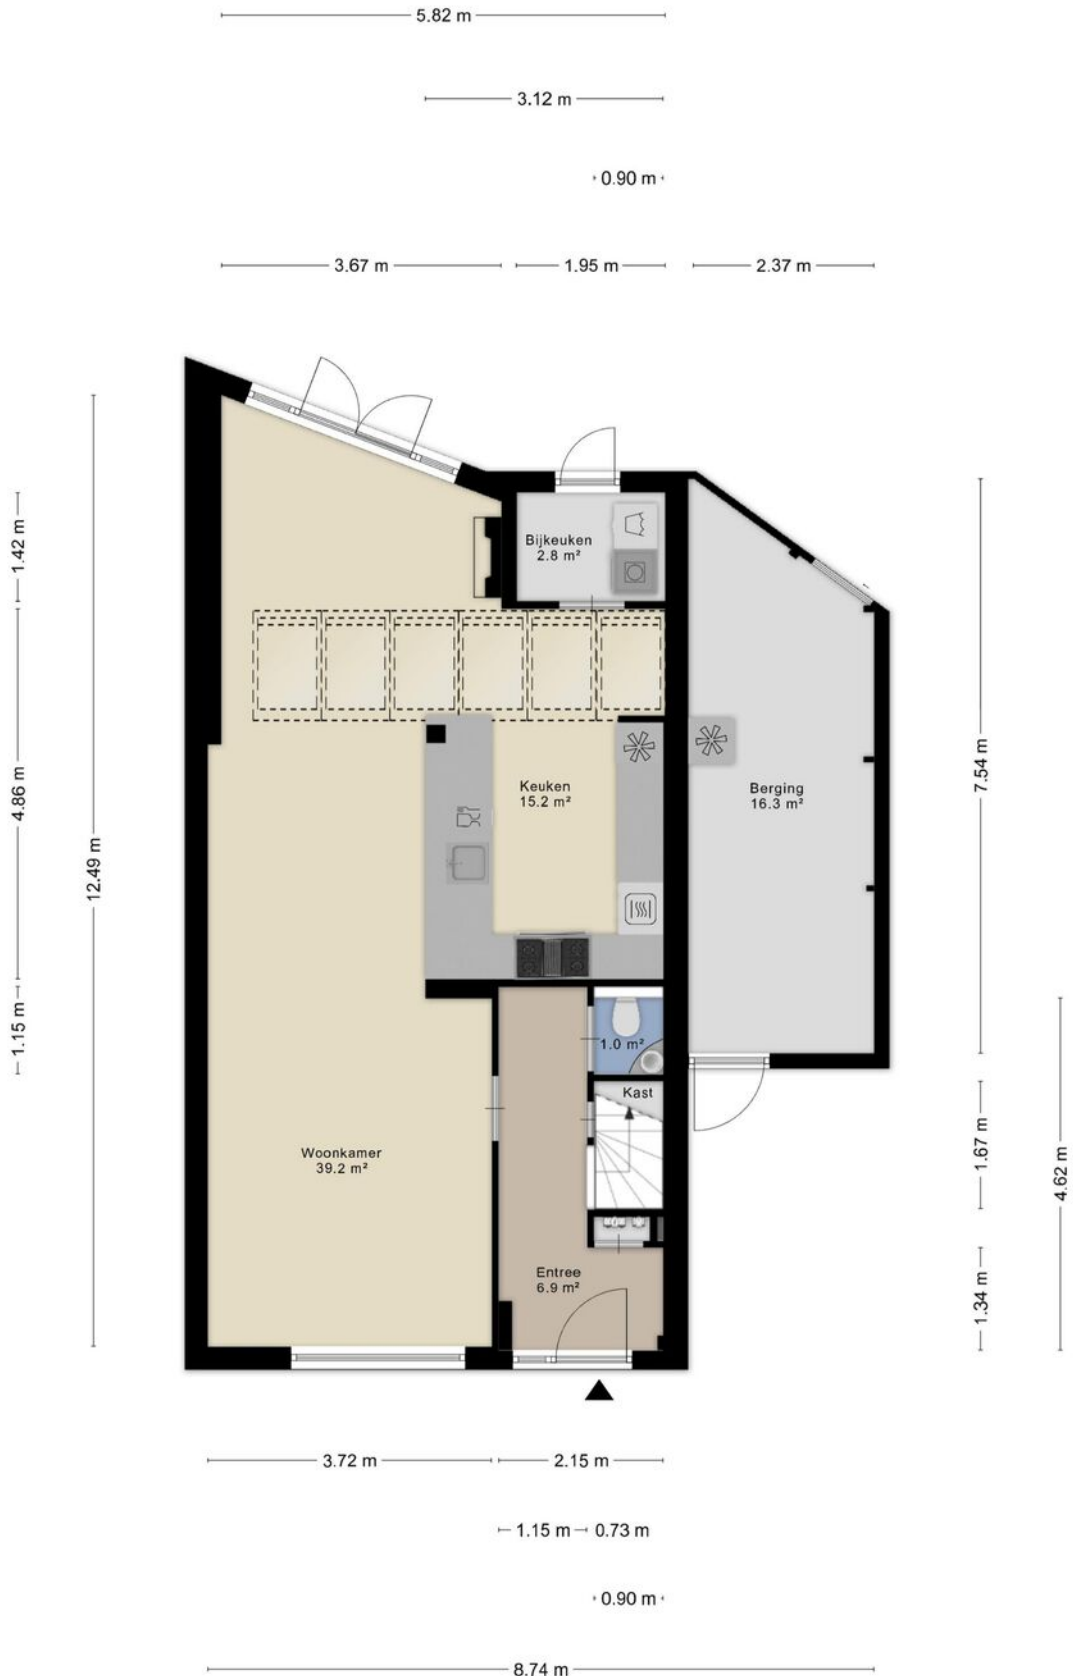 5.82 m
3.12 m
0.90 m
3.67 m
1.95 m
2.37 m
1.42 m
4.86 m
1.15 m
12.49 m
Bijkeuken
2.8 m²
Keuken
15.2 m²
Berging
16.3 m²
7.54 m
1.0 m²
Kast
Woonkamer
39.2 m²
Entree
6.9 m²
1.67 m
1.34 m
4.62 m
3.72 m
2.15 m
1.15 m
0.73 m
0.90 m
8.74 m